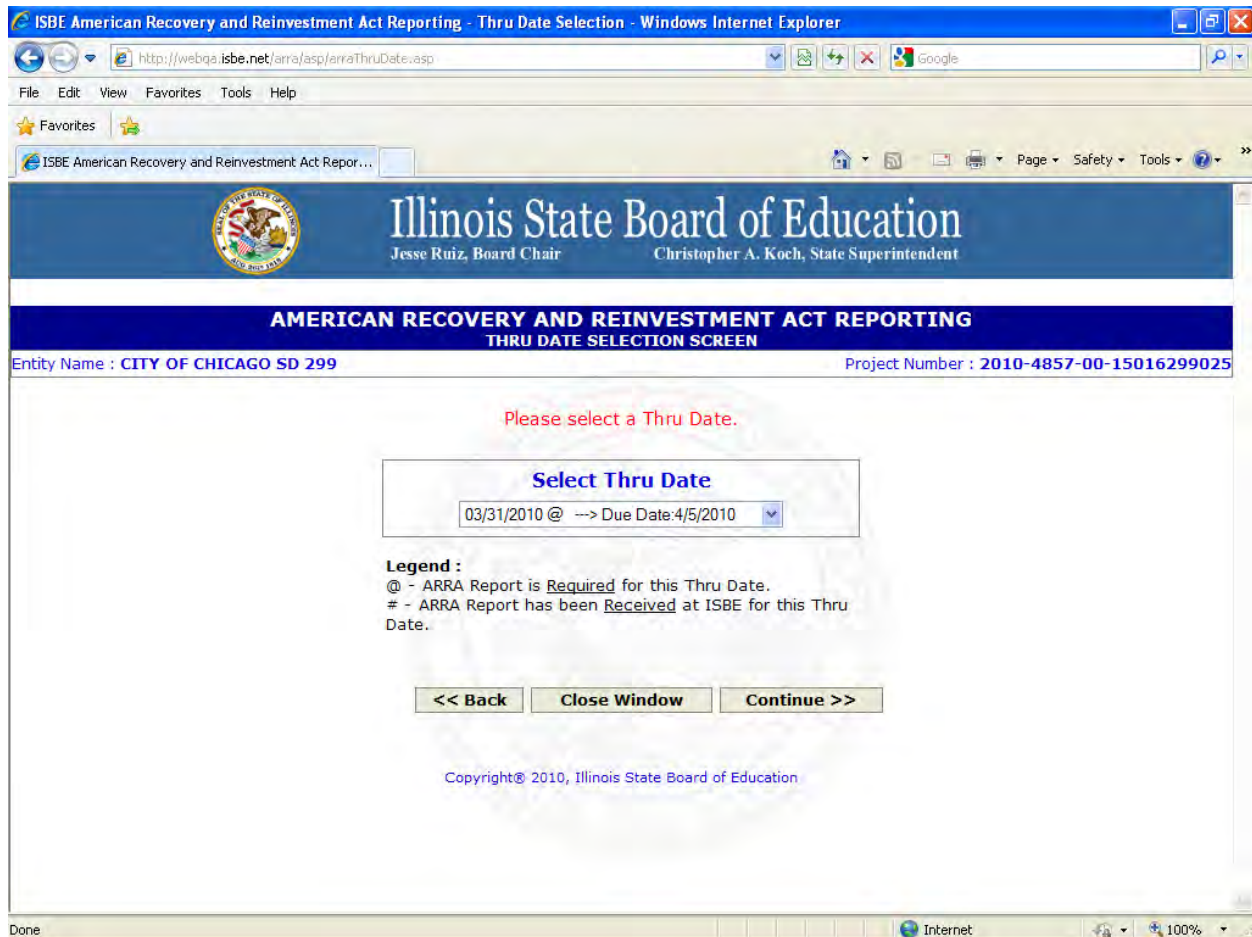 ISBE American Recovery and Reinvestment Act Reporting - Thru Date Selection - Windows Internet Explorer
http://webqa.isbe.net/arra/asp/arraThruDate.asp
Google
File Edit View Favorites Tools Help
Favorites
ISBE American Recovery and Reinvestment Act Repor...
Page Safety Tools
Illinois State Board of Education
Jesse Ruiz, Board Chair Christopher A. Koch, State Superintendent
AMERICAN RECOVERY AND REINVESTMENT ACT REPORTING
THRU DATE SELECTION SCREEN
Entity Name : CITY OF CHICAGO SD 299 Project Number : 2010-4857-00-15016299025
Please select a Thru Date.
Select Thru Date
03/31/2010 @ ---> Due Date:4/5/2010
Legend :
@ - ARRA Report is Required for this Thru Date.
# - ARRA Report has been Received at ISBE for this Thru
Date.
<< Back Close Window Continue >>
Copyright® 2010, Illinois State Board of Education
Done Internet 100%